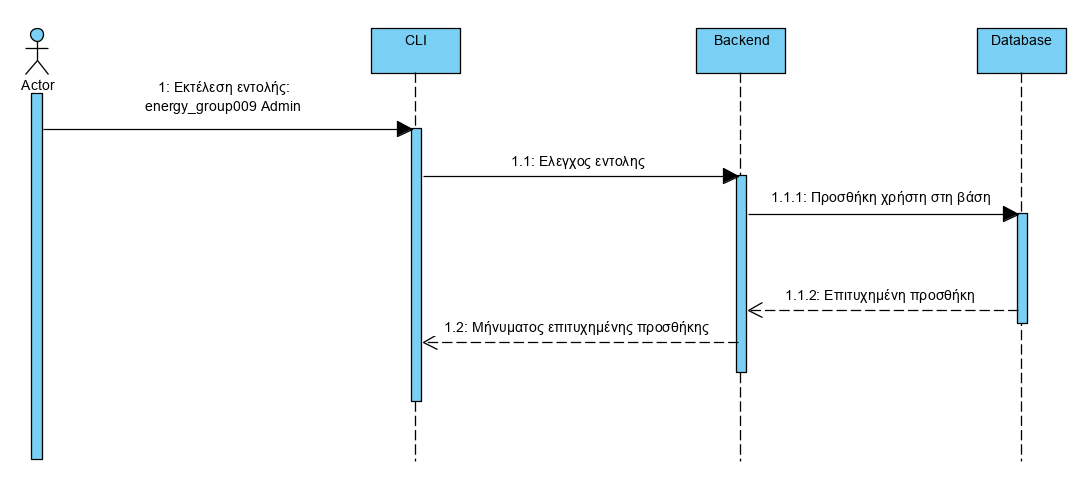 CLI
Backend
Database
Actor
1: Εκτέλεση εντολής:
energy_group009 Admin
1.1: Ελεγχος εντολης
1.1.1: Προσθήκη χρήστη στη βάση
1.1.2: Επιτυχημένη προσθήκη
1.2: Μήνυματος επιτυχημένης προσθήκης